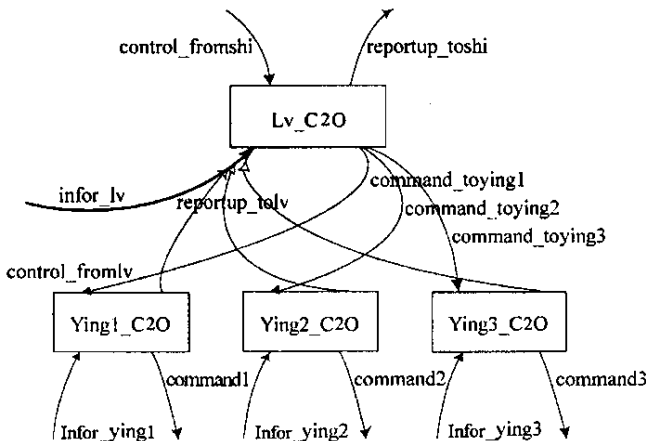 control_fromshi
reportup_toshi
Lv_C2O
infor_lv
reportup_tolv
command_toying1
command_toying2
command_toying3
control_fromlv
Ying1_C2O
Ying2_C2O
Ying3_C2O
command1
command2
command3
Infor_ying1
Infor_ying2
Infor_ying3